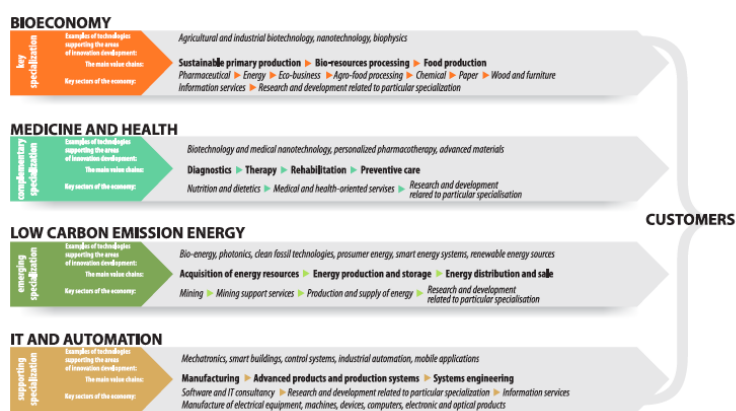 BIOECONOMY
key
specialization
Examples of technologies
supporting the areas
of innovation development:
The main value chains:
Key sectors of the economy:
Agricultural and industrial biotechnology, nanotechnology, biophysics
Sustainable primary production Bio-resources processing Food production
Pharmaceutical Energy Eco-business Agro-food processing Chemical Paper Wood and furniture
Information services Research and development related to particular specialization
MEDICINE AND HEALTH
complementary
specialization
Examples of technologies
supporting the areas
of innovation development:
The main value chains:
Key sectors of the economy:
Biotechnology and medical nanotechnology, personalized pharmacotherapy, advanced materials
Diagnostics Therapy Rehabilitation Preventive care
Nutrition and dietetics Medical and health-oriented servises Research and development
relared to particular specialisation
LOW CARBON EMISSION ENERGY
emerging
specialization
Examples of technologies
supporting the areas
of innovation development:
The main value chains:
Key sectors of the economy:
Bio-energy, photonics, clean fossil technologies, prosumer energy, smart energy systems, renewable energy sources
Acquisition of energy resources Energy production and storage Energy distribution and sale
Mining Mining support services Production and supply of energy Research and development
related to particular specialisation
IT AND AUTOMATION
supporting
specialization
Examples of technologies
supporting the areas
of innovation development:
The main value chains:
Key sectors of the economy:
Mechatronics, smart buildings, control systems, industrial automation, mobile applications
Manufacturing Advanced products and production systems Systems engineering
Software and IT consultancy Research and development related to particular specialization Information services
Manufacture of electrical equipment, machines, devices, computers, electronic and optical products
CUSTOMERS